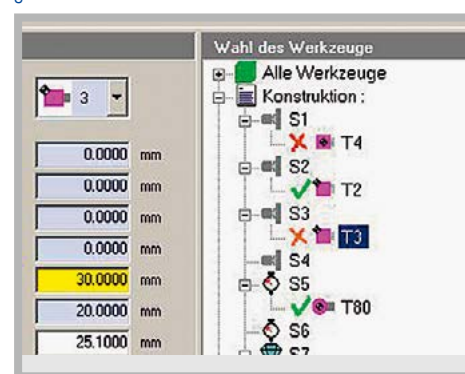 Wahl des Werkzeuge
Alle Werkzeuge
3
Konstruktion :
S1
T4
0.0000 mm
S2
0.0000 mm
T2
0.0000 mm
S3
0.0000 mm
T3
S4
30.0000 mm
S5
20.0000 mm
T80
25.1000 mm
S6
S7